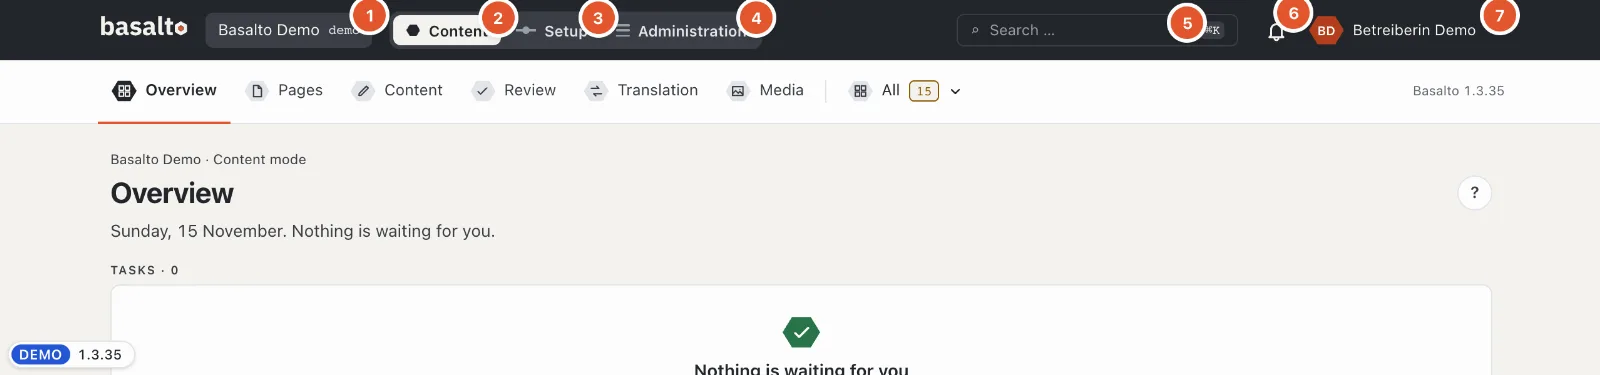 basalto Basalto Demo demo 1 Content 2 Setup 3 Administration 4 Search ... 5 ⌘K 6 BD Betreiberin Demo 7
Overview Pages Content Review Translation Media All 15 Basalto 1.3.35
Basalto Demo · Content mode
Overview
?
Sunday, 15 November. Nothing is waiting for you.
TASKS · 0
DEMO 1.3.35
Nothing is waiting for you